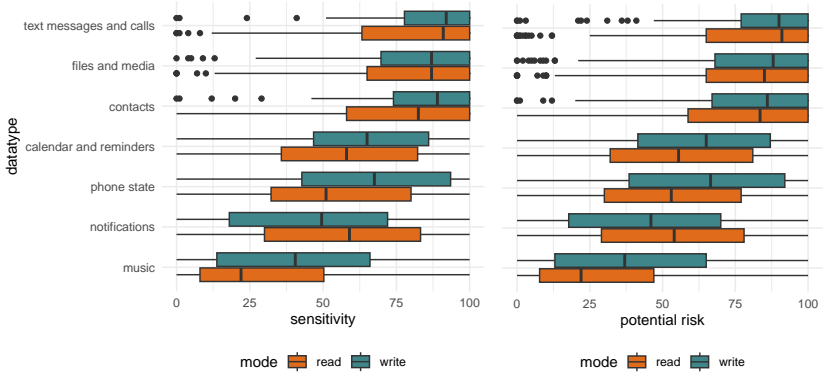 datatype
text messages and calls
files and media
contacts
calendar and reminders
phone state
notifications
music
0 25 50 75 100
sensitivity
mode read write
0 25 50 75 100
potential risk
mode read write